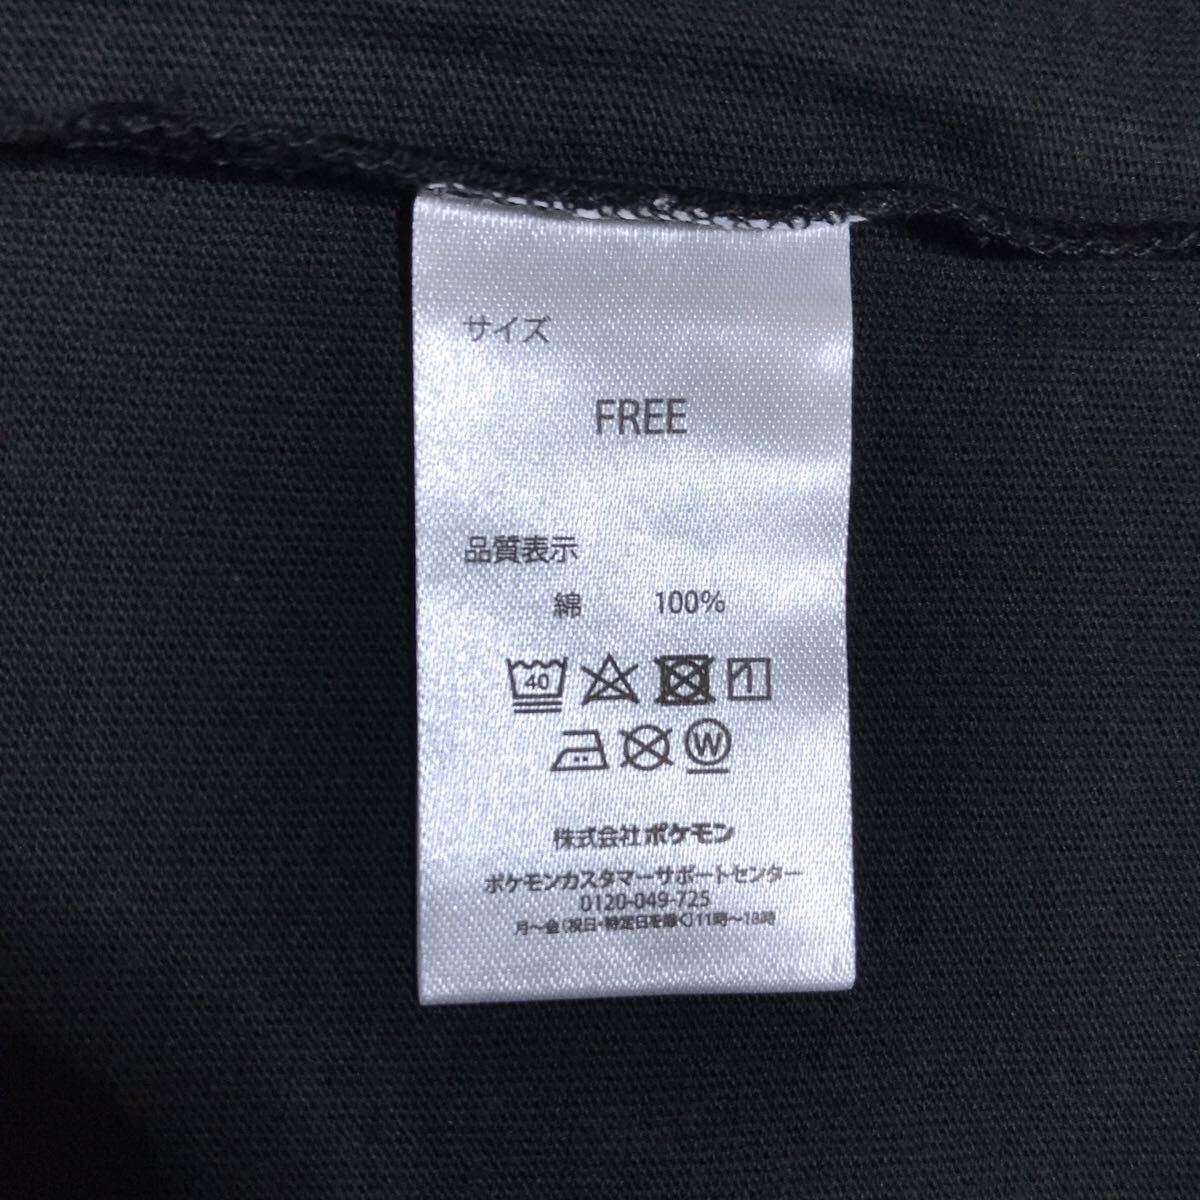 サイズ
FREE
品質表示
綿 100%
40
W
株式会社ポケモン
ポケモンカスタマーサポートセンター
0120-049-725
月〜金(祝日・特定日を除く)11時〜18時